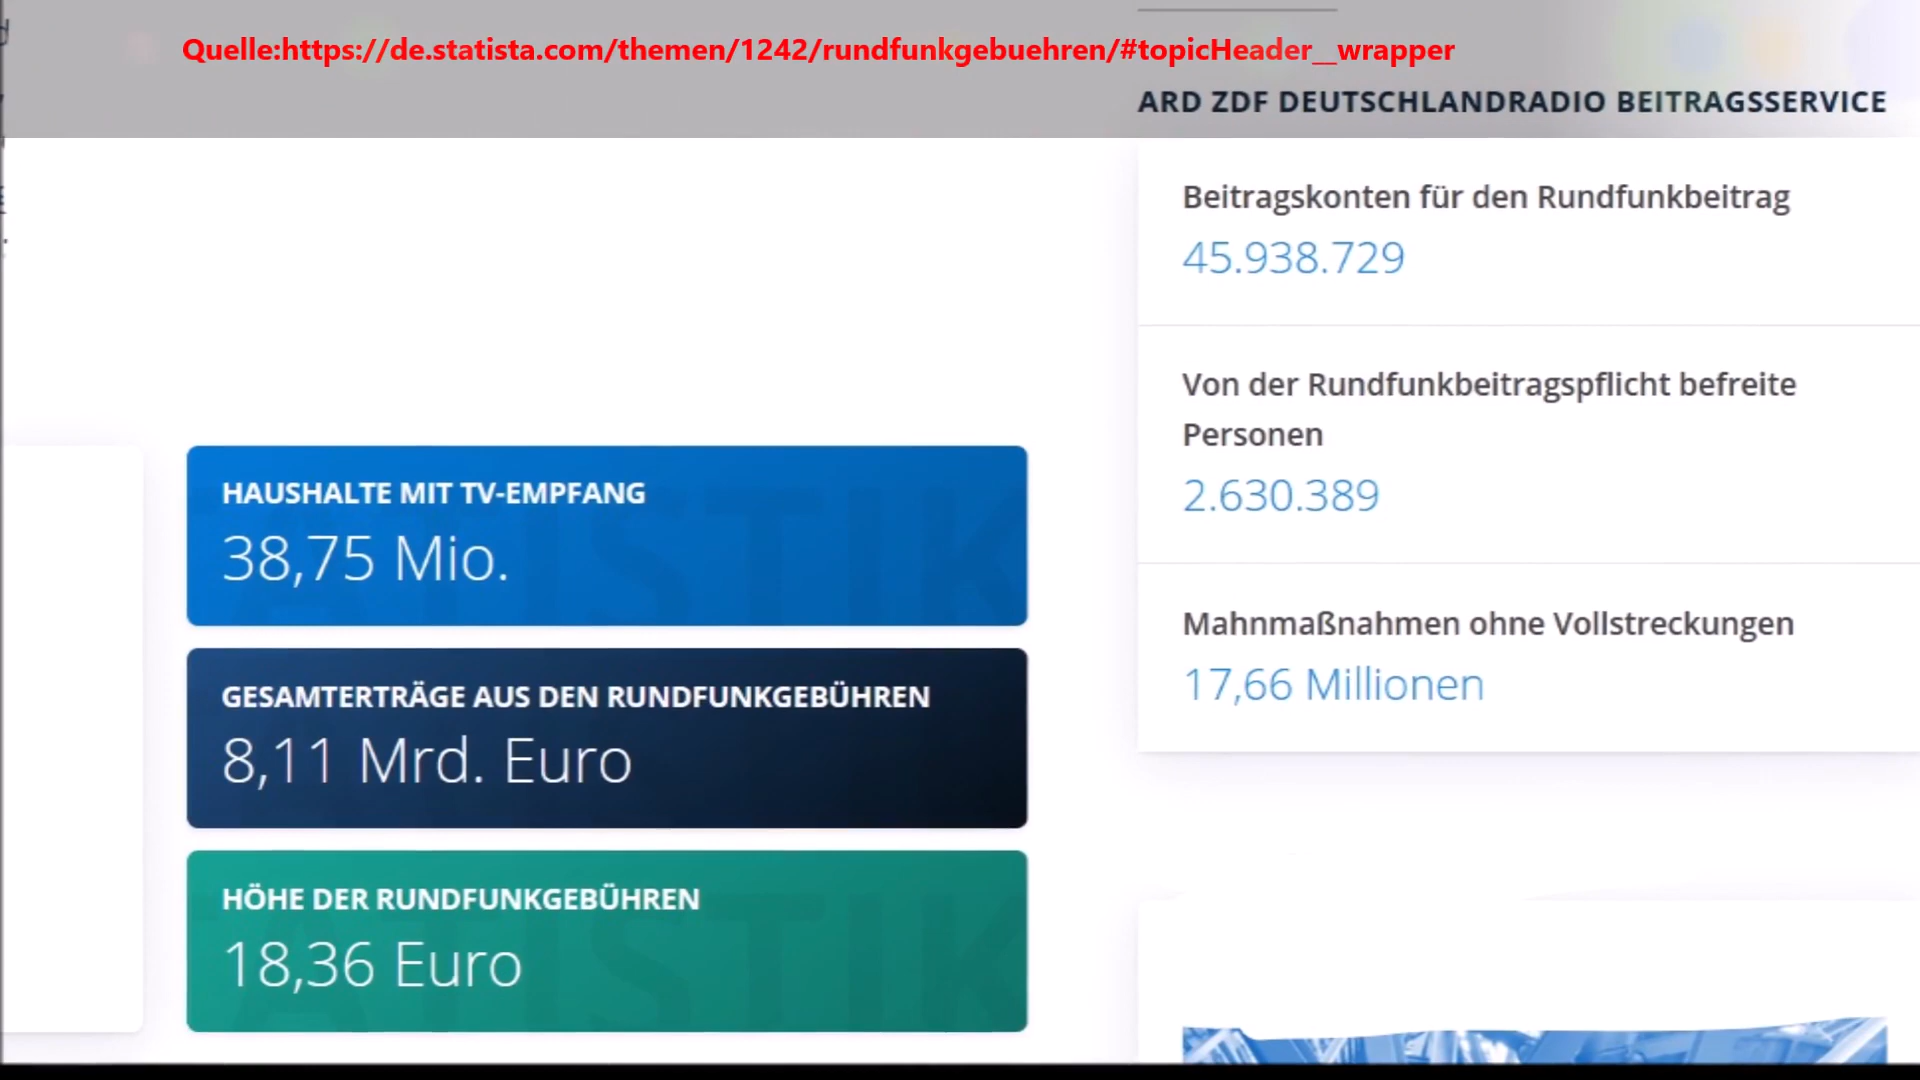 Quelle:https://de.statista.com/themen/1242/rundfunkgebuehren/#topicHeader__wrapper
ARD ZDF DEUTSCHLANDRADIO BEITRAGSSERVICE
Beitragskonten für den Rundfunkbeitrag
45.938.729
Von der Rundfunkbeitragspflicht befreite
Personen
2.630.389
Mahnmaßnahmen ohne Vollstreckungen
17,66 Millionen
HAUSHALTE MIT TV-EMPFANG
38,75 Mio.
GESAMTERTRÄGE AUS DEN RUNDFUNKGEBÜHREN
8,11 Mrd. Euro
HÖHE DER RUNDFUNKGEBÜHREN
18,36 Euro